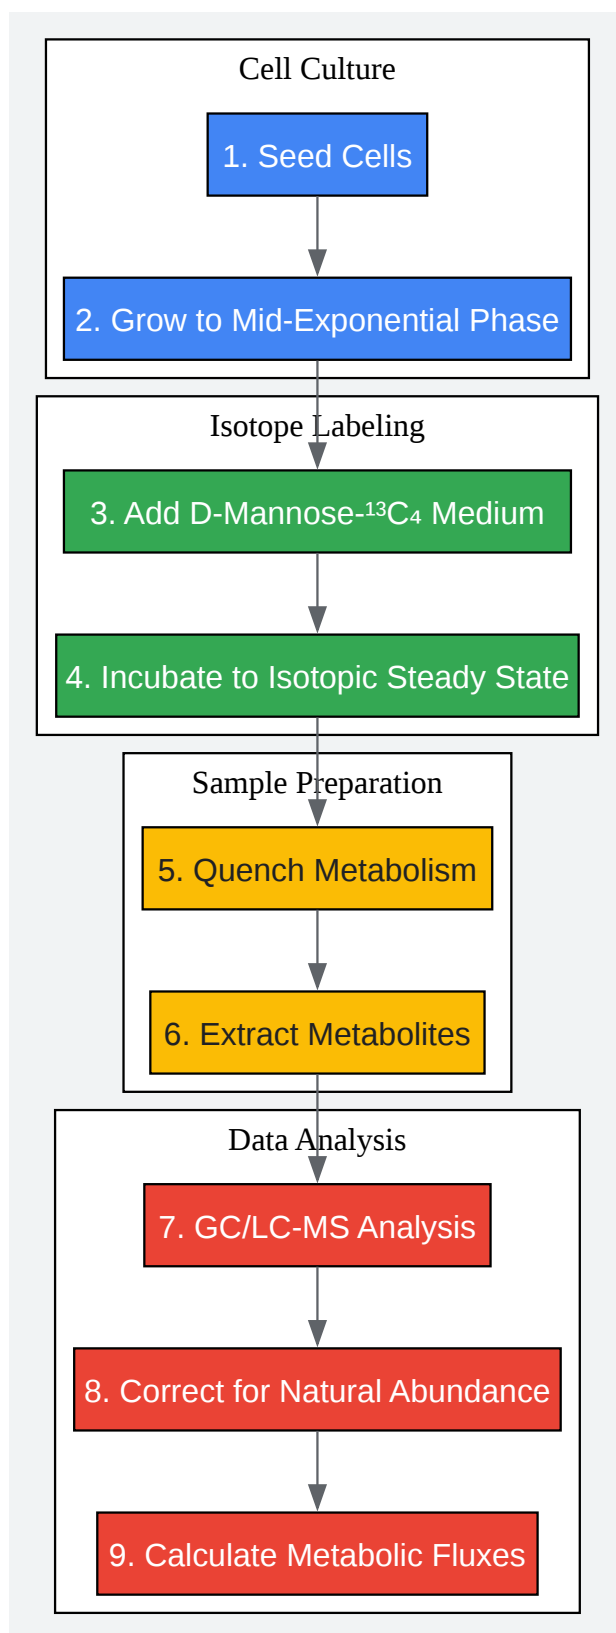 Cell Culture
1. Seed Cells
2. Grow to Mid-Exponential Phase
Isotope Labeling
3. Add D-Mannose-¹³C₄ Medium
4. Incubate to Isotopic Steady State
Sample Preparation
5. Quench Metabolism
6. Extract Metabolites
Data Analysis
7. GC/LC-MS Analysis
8. Correct for Natural Abundance
9. Calculate Metabolic Fluxes